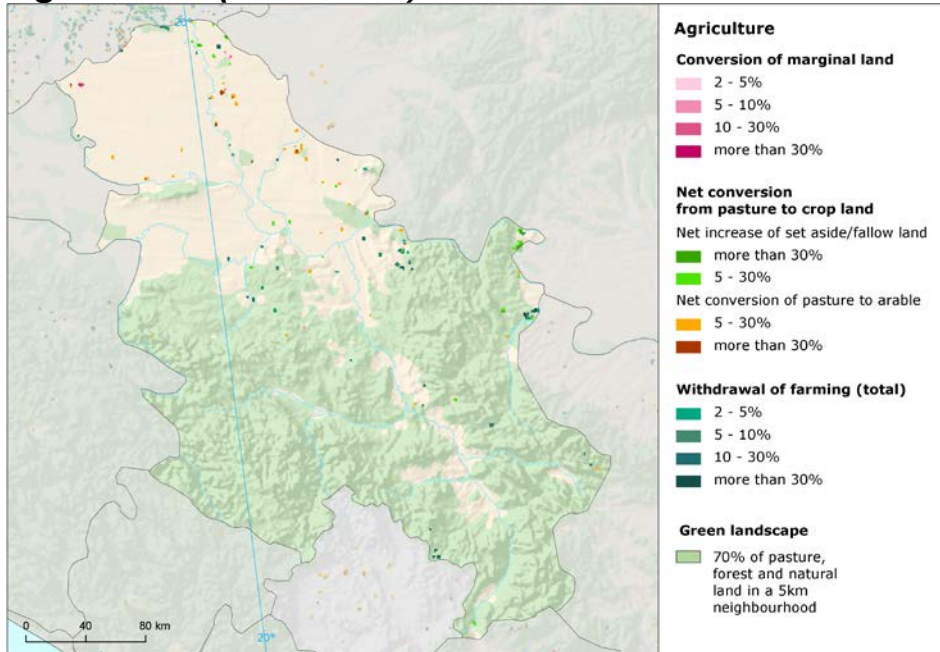 20°
20°
0 40 80 km
Agriculture
Conversion of marginal land
2 - 5%
5 - 10%
10 - 30%
more than 30%
Net conversion
from pasture to crop land
Net increase of set aside/fallow land
more than 30%
5 - 30%
Net conversion of pasture to arable
5 - 30%
more than 30%
Withdrawal of farming (total)
2 - 5%
5 - 10%
10 - 30%
more than 30%
Green landscape
70% of pasture,
forest and natural
land in a 5km
neighbourhood